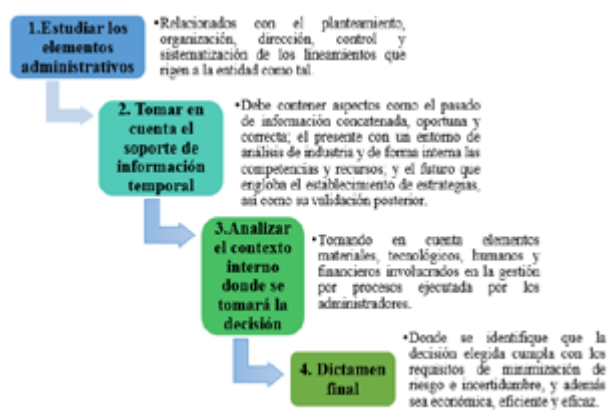 1.Estudiar los
elementos
administrativos
•Relacionados con el planteamiento,
organización, dirección, control y
sistematización de los lineamientos que
rigen a la entidad como tal.
2. Tomar en
cuenta el
soporte de
información
temporal
•Debe contener aspectos como el pasado
de información concatenada, oportuna y
correcta; el presente con un entorno de
análisis de industria y de forma interna las
competencias y recursos; y el futuro que
engloba el establecimiento de estrategias,
así como su validación posterior.
3.Analizar
el contexto
interno
donde se
tomará la
decisión
•Tomando en cuenta elementos
materiales, tecnológicos, humanos y
financieros involucrados en la gestión
por procesos ejecutada por los
administradores.
4. Dictamen
final
•Donde se identifique que la
decisión elegida cumpla con los
requisitos de minimización de
riesgo e incertidumbre, y además
sea económica, eficiente y eficaz.